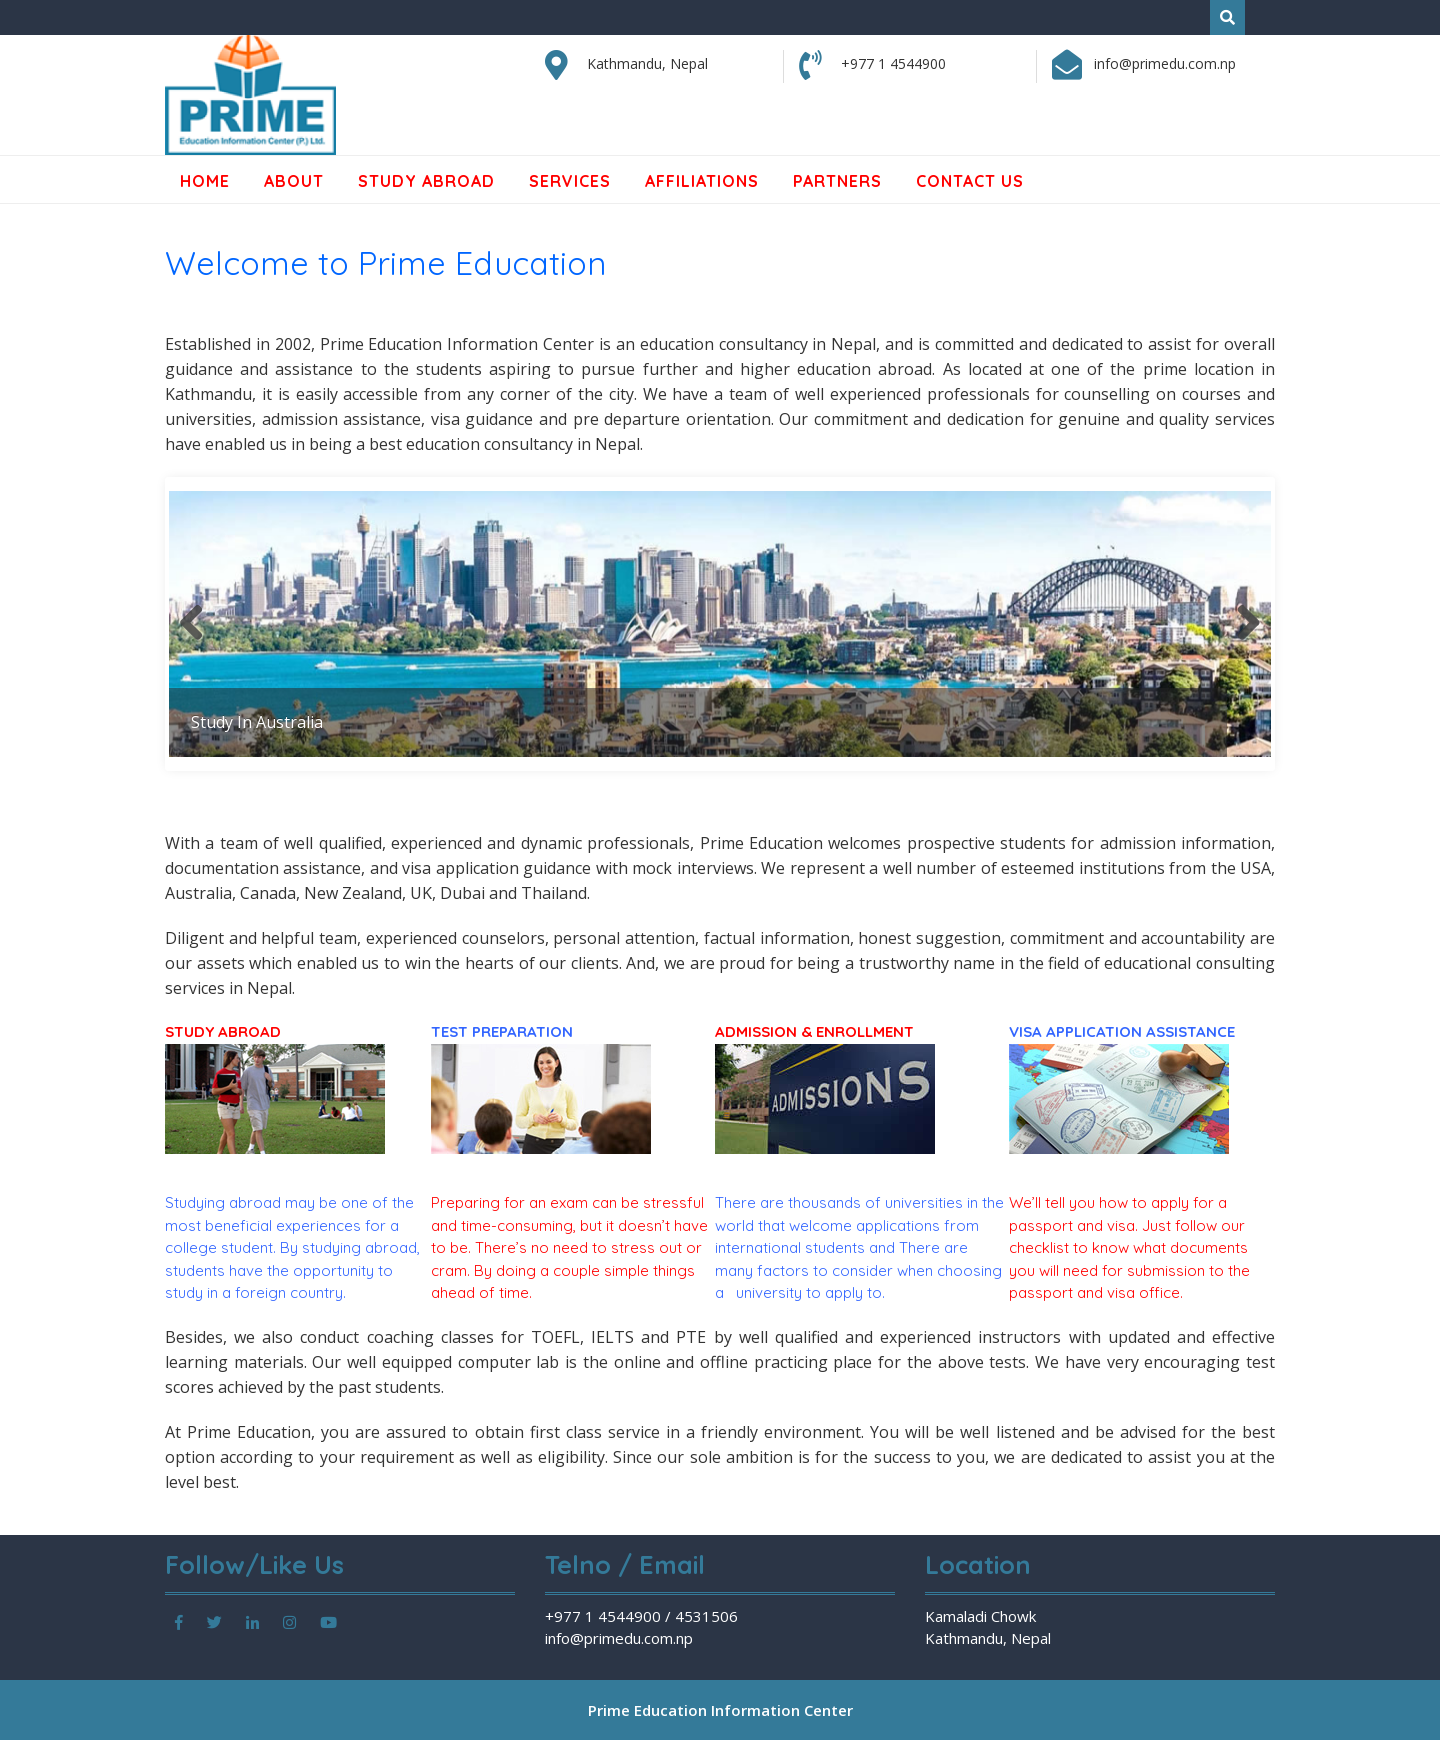 PRIME
Education Information Center (P.) Ltd.
Kathmandu, Nepal
+977 1 4544900
info@primedu.com.np
HOME
ABOUT
STUDY ABROAD
SERVICES
AFFILIATIONS
PARTNERS
CONTACT US
Welcome to Prime Education
Established in 2002, Prime Education Information Center is an education consultancy in Nepal, and is committed and dedicated to assist for overall
guidance and assistance to the students aspiring to pursue further and higher education abroad. As located at one of the prime location in
Kathmandu, it is easily accessible from any corner of the city. We have a team of well experienced professionals for counselling on courses and
universities, admission assistance, visa guidance and pre departure orientation. Our commitment and dedication for genuine and quality services
have enabled us in being a best education consultancy in Nepal.
Study In Australia
With a team of well qualified, experienced and dynamic professionals, Prime Education welcomes prospective students for admission information,
documentation assistance, and visa application guidance with mock interviews. We represent a well number of esteemed institutions from the USA,
Australia, Canada, New Zealand, UK, Dubai and Thailand.
Diligent and helpful team, experienced counselors, personal attention, factual information, honest suggestion, commitment and accountability are
our assets which enabled us to win the hearts of our clients. And, we are proud for being a trustworthy name in the field of educational consulting
services in Nepal.
STUDY ABROAD
Studying abroad may be one of the
most beneficial experiences for a
college student. By studying abroad,
students have the opportunity to
study in a foreign country.
TEST PREPARATION
Preparing for an exam can be stressful
and time-consuming, but it doesn’t have
to be. There’s no need to stress out or
cram. By doing a couple simple things
ahead of time.
ADMISSION & ENROLLMENT
ADMISSIONS
There are thousands of universities in the
world that welcome applications from
international students and There are
many factors to consider when choosing
a university to apply to.
VISA APPLICATION ASSISTANCE
We’ll tell you how to apply for a
passport and visa. Just follow our
checklist to know what documents
you will need for submission to the
passport and visa office.
Besides, we also conduct coaching classes for TOEFL, IELTS and PTE by well qualified and experienced instructors with updated and effective
learning materials. Our well equipped computer lab is the online and offline practicing place for the above tests. We have very encouraging test
scores achieved by the past students.
At Prime Education, you are assured to obtain first class service in a friendly environment. You will be well listened and be advised for the best
option according to your requirement as well as eligibility. Since our sole ambition is for the success to you, we are dedicated to assist you at the
level best.
Follow/Like Us
Telno / Email
+977 1 4544900 / 4531506
info@primedu.com.np
Location
Kamaladi Chowk
Kathmandu, Nepal
Prime Education Information Center